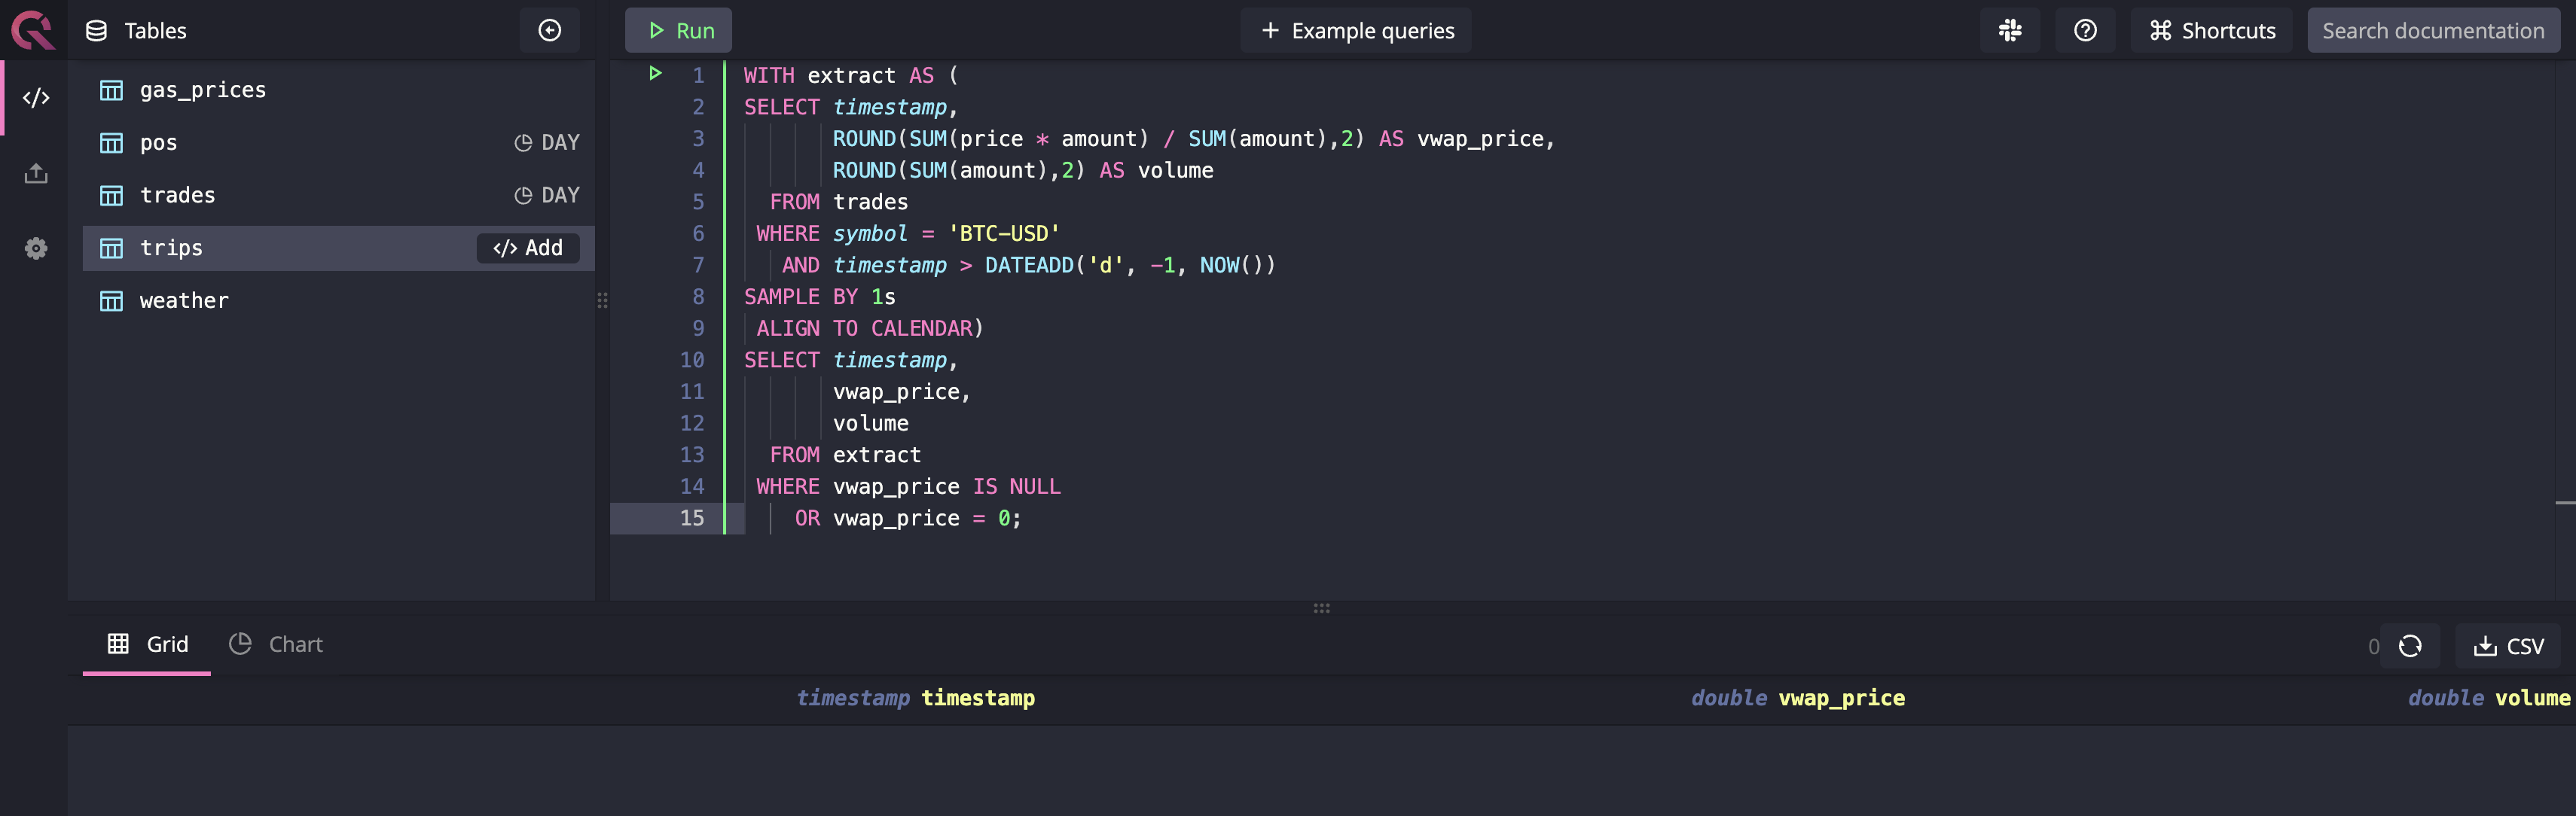 Tables
Run
Example queries
Shortcuts
Search documentation
gas_prices
pos DAY
trades DAY
trips </> Add
weather
1 WITH extract AS (
2 SELECT timestamp,
3 ROUND(SUM(price * amount) / SUM(amount),2) AS vwap_price,
4 ROUND(SUM(amount),2) AS volume
5 FROM trades
6 WHERE symbol = 'BTC-USD'
7 AND timestamp > DATEADD('d', -1, NOW())
8 SAMPLE BY 1s
9 ALIGN TO CALENDAR)
10 SELECT timestamp,
11 vwap_price,
12 volume
13 FROM extract
14 WHERE vwap_price IS NULL
15 OR vwap_price = 0;
Grid
Chart
0
CSV
timestamp timestamp
double vwap_price
double volume